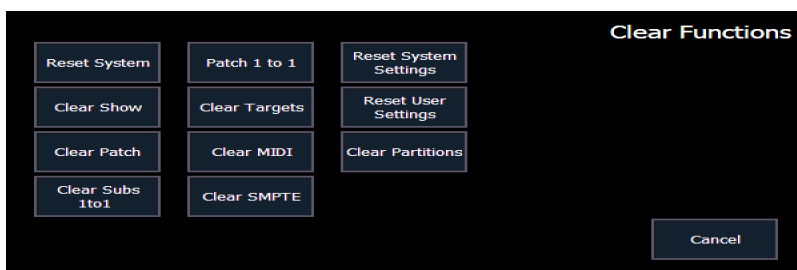 Clear Functions
Reset System
Patch 1 to 1
Reset System
Settings
Clear Show
Clear Targets
Reset User
Settings
Clear Patch
Clear MIDI
Clear Partitions
Clear Subs
1to1
Clear SMPTE
Cancel